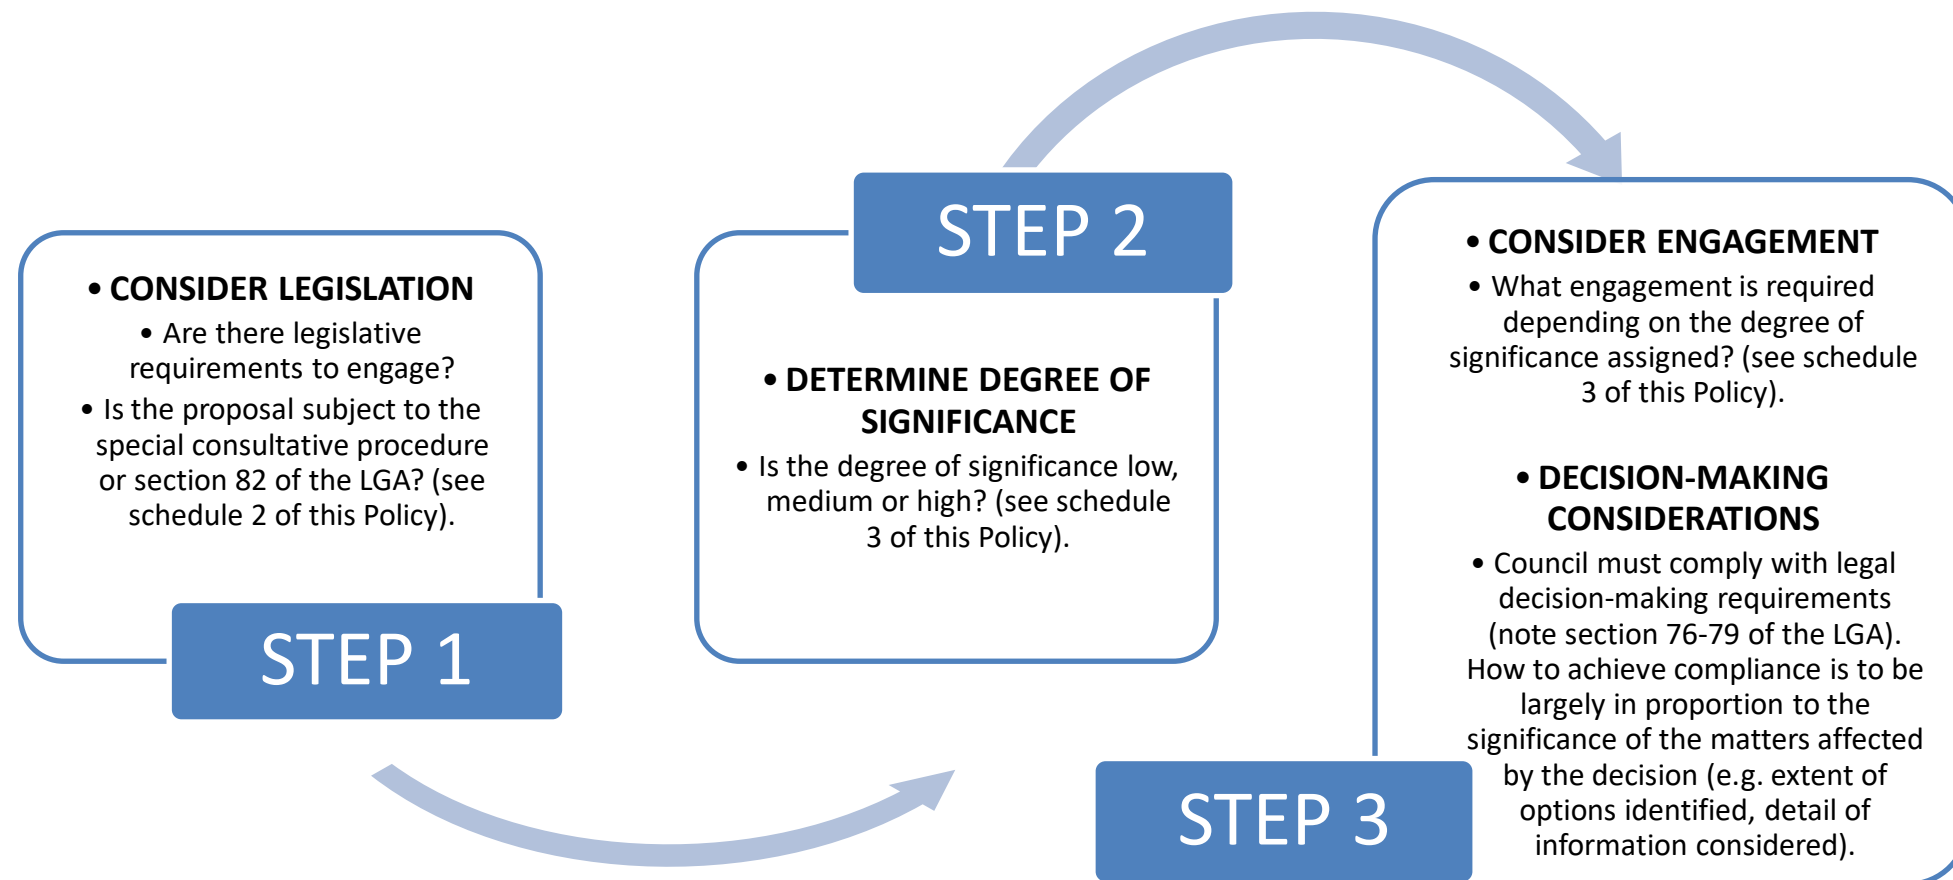 • CONSIDER LEGISLATION
• Are there legislative
requirements to engage?
• Is the proposal subject to the
special consultative procedure
or section 82 of the LGA? (see
schedule 2 of this Policy).
STEP 1
STEP 2
• DETERMINE DEGREE OF
SIGNIFICANCE
• Is the degree of significance low,
medium or high? (see schedule
3 of this Policy).
• CONSIDER ENGAGEMENT
• What engagement is required
depending on the degree of
significance assigned? (see schedule
3 of this Policy).
• DECISION-MAKING
CONSIDERATIONS
• Council must comply with legal
decision-making requirements
(note section 76-79 of the LGA).
How to achieve compliance is to be
largely in proportion to the
significance of the matters affected
by the decision (e.g. extent of
options identified, detail of
information considered).
STEP 3